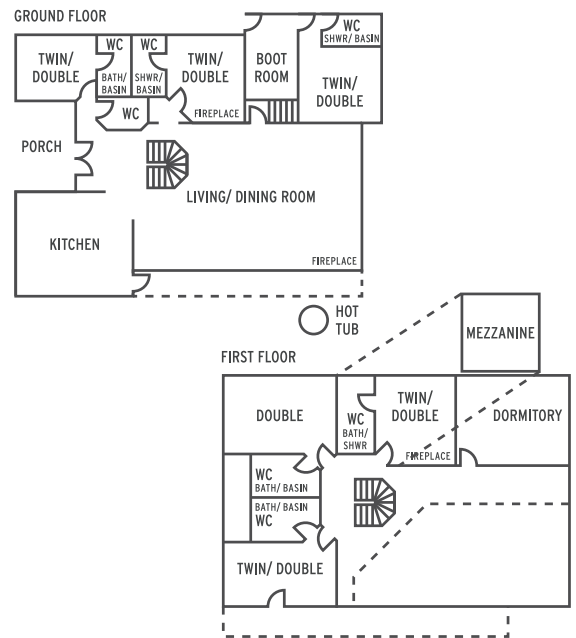 GROUND FLOOR
TWIN/
DOUBLE
WC
BATH/
BASIN
WC
SHWR/
BASIN
TWIN/
DOUBLE
FIREPLACE
BOOT
ROOM
WC
SHWR/ BASIN
TWIN/
DOUBLE
WC
PORCH
LIVING/ DINING ROOM
KITCHEN
FIREPLACE
HOT
TUB
MEZZANINE
FIRST FLOOR
DOUBLE
WC
BATH/
SHWR
TWIN/
DOUBLE
FIREPLACE
DORMITORY
WC
BATH/ BASIN
BATH/ BASIN
WC
TWIN/ DOUBLE